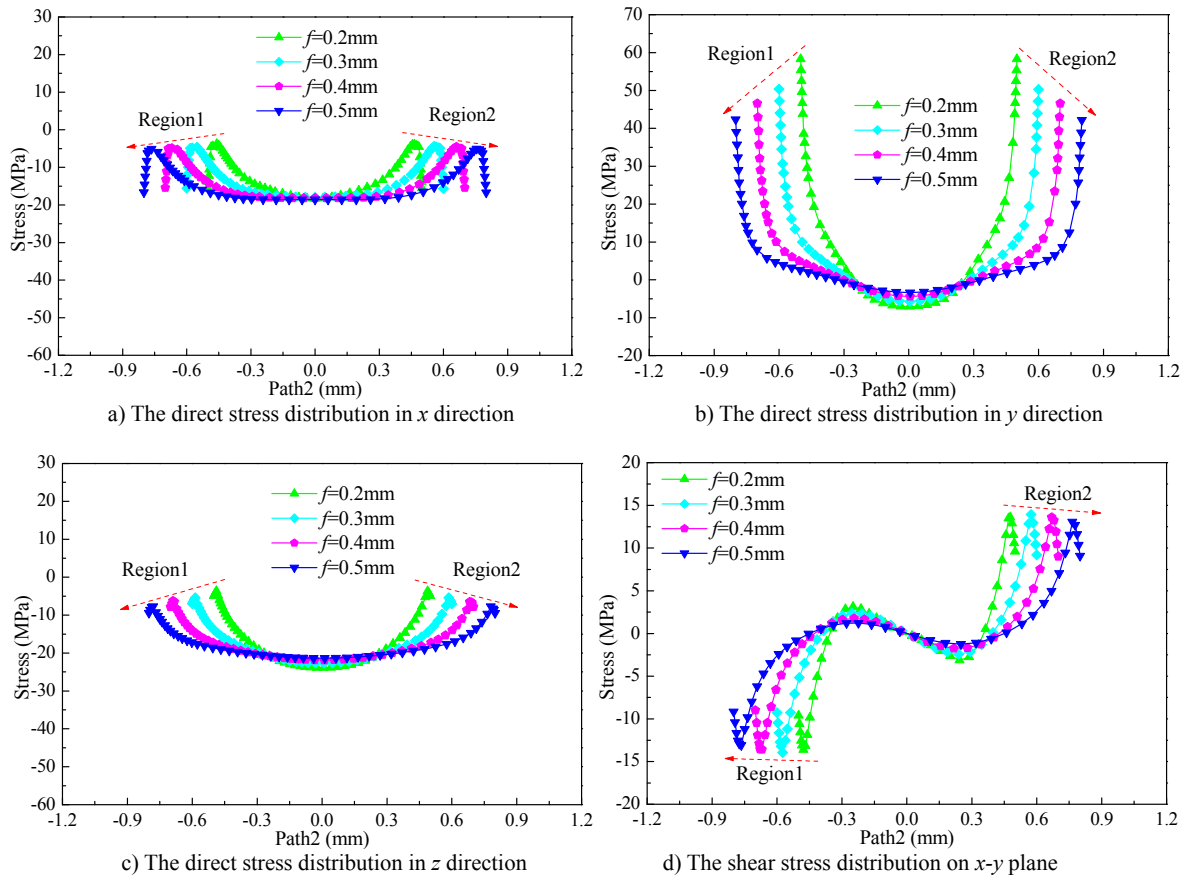 30
20
10
0
-10
-20
-30
-40
-50
-60
Stress (MPa)
f=0.2mm
f=0.3mm
f=0.4mm
f=0.5mm
Region1
Region2
-1.2 -0.9 -0.6 -0.3 0.0 0.3 0.6 0.9 1.2
Path2 (mm)
a) The direct stress distribution in x direction
70
60
50
40
30
20
10
0
-10
-20
Stress (MPa)
Region1
Region2
f=0.2mm
f=0.3mm
f=0.4mm
f=0.5mm
-1.2 -0.9 -0.6 -0.3 0.0 0.3 0.6 0.9 1.2
Path2 (mm)
b) The direct stress distribution in y direction
30
20
10
0
-10
-20
-30
-40
-50
-60
Stress (MPa)
f=0.2mm
f=0.3mm
f=0.4mm
f=0.5mm
Region1
Region2
-1.2 -0.9 -0.6 -0.3 0.0 0.3 0.6 0.9 1.2
Path2 (mm)
c) The direct stress distribution in z direction
20
15
10
5
0
-5
-10
-15
-20
Stress (MPa)
f=0.2mm
f=0.3mm
f=0.4mm
f=0.5mm
Region2
Region1
-1.2 -0.9 -0.6 -0.3 0.0 0.3 0.6 0.9 1.2
Path2 (mm)
d) The shear stress distribution on x-y plane